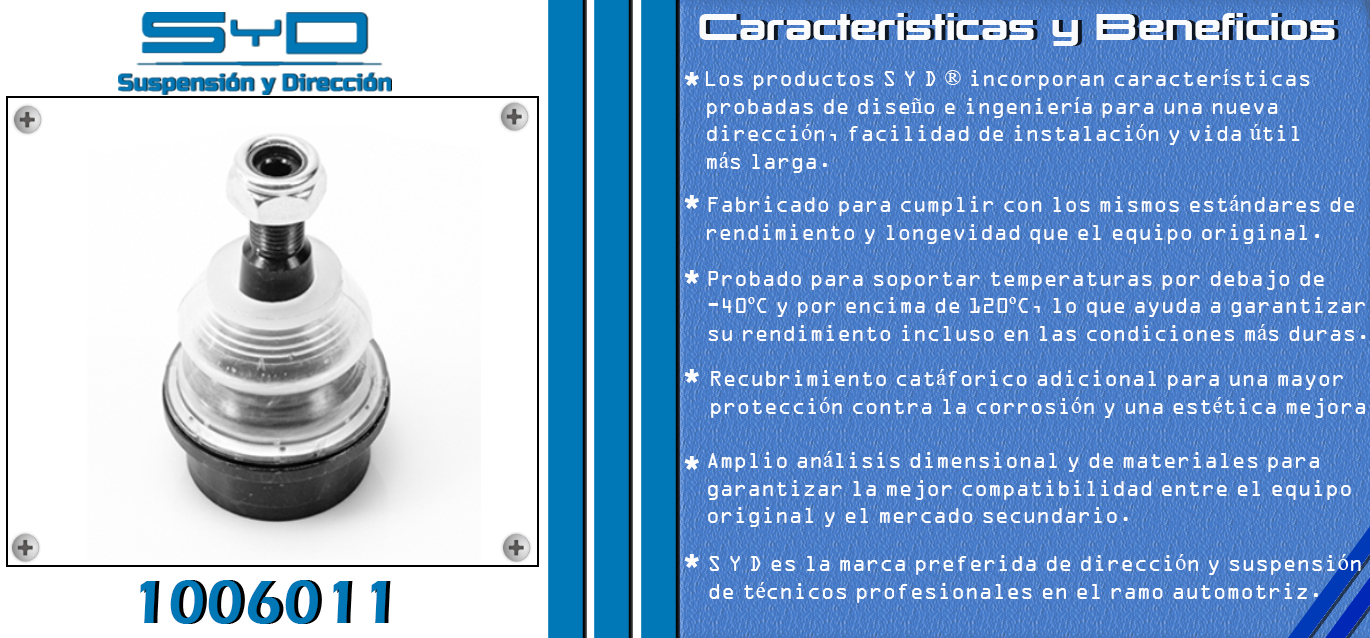 SYD
Suspensión y Dirección
1006011
Caracteristicas y Beneficios
* Los productos S Y D ® incorporan características
probadas de diseño e ingeniería para una nueva
dirección, facilidad de instalación y vida útil
más larga.
* Fabricado para cumplir con los mismos estándares de
rendimiento y longevidad que el equipo original.
* Probado para soportar temperaturas por debajo de
-40ºC y por encima de 120ºC, lo que ayuda a garantizar
su rendimiento incluso en las condiciones más duras.
* Recubrimiento catáforico adicional para una mayor
protección contra la corrosión y una estética mejora
* Amplio análisis dimensional y de materiales para
garantizar la mejor compatibilidad entre el equipo
original y el mercado secundario.
* S Y D es la marca preferida de dirección y suspensión
de técnicos profesionales en el ramo automotriz.